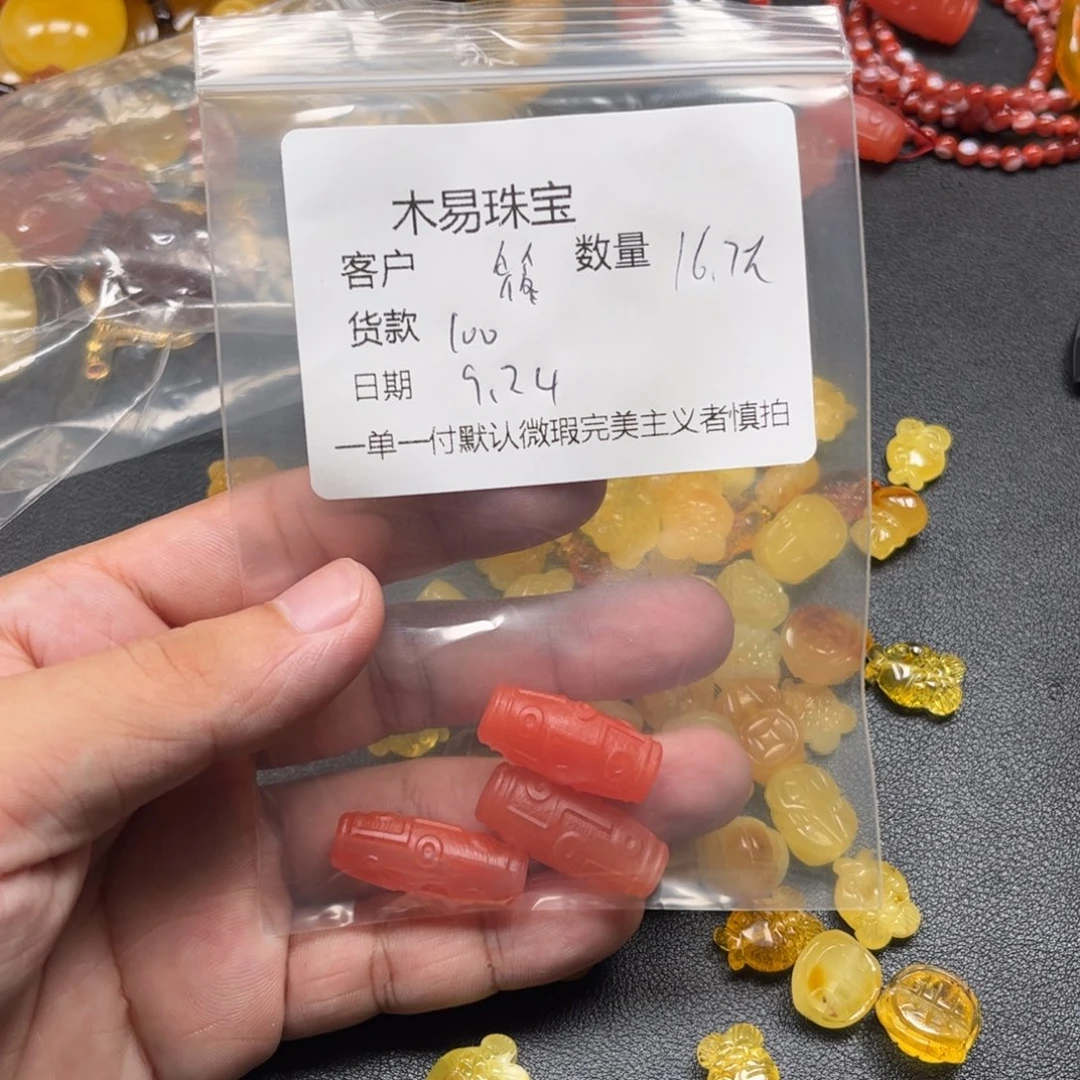 木易珠宝
客户 数量 16.7
货款 100
日期 9.24
一单一付默认微瑕完美主义者慎拍